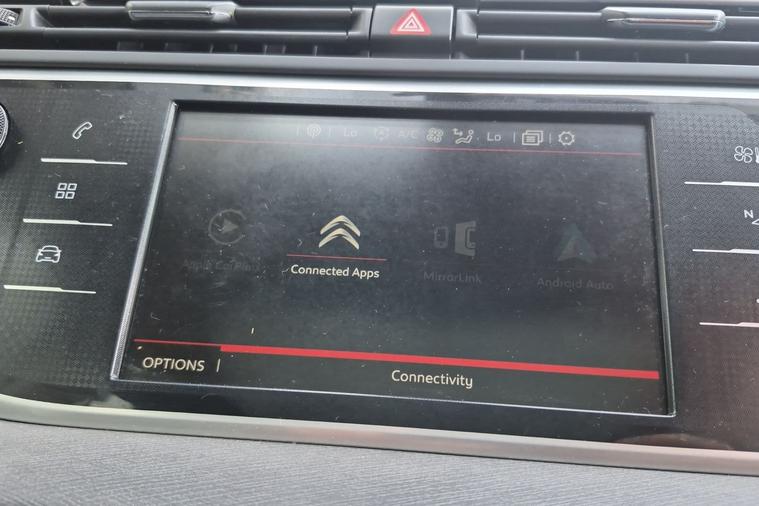 Lo A/C Lo
Apple CarPlay
Connected Apps
MirrorLink
Android Auto
N
OPTIONS
Connectivity